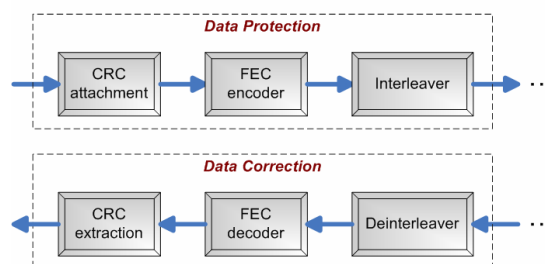 Data Protection
CRC
attachment
FEC
encoder
Interleaver
Data Correction
CRC
extraction
FEC
decoder
Deinterleaver